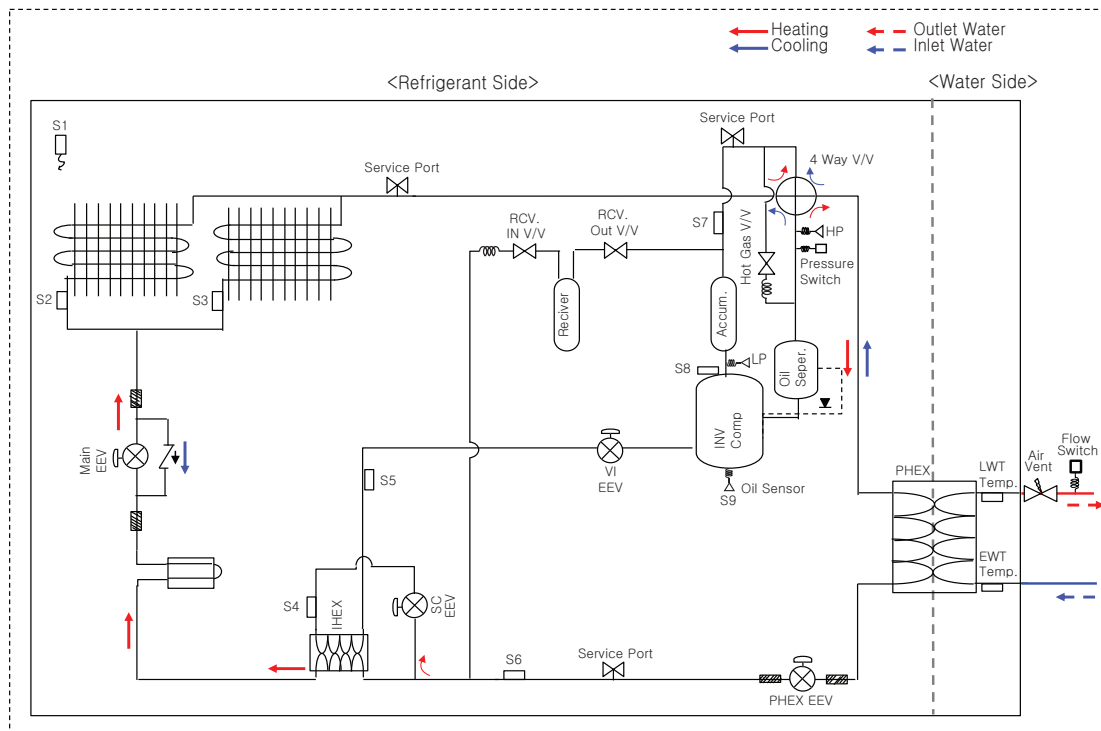 Heating
Cooling
Outlet Water
Inlet Water
<Refrigerant Side>
<Water Side>
S1
Service Port
Service Port
4 Way V/V
RCV.
IN V/V
RCV.
Out V/V
S7
Hot Gas V/V
HP
Pressure
Switch
S2
S3
Reciver
Accum.
LP
S8
Oil
Seper.
INV
Comp
Main
EEV
VI
EEV
S5
S9
Oil Sensor
PHEX
LWT
Temp.
Air
Vent
Flow
Switch
EWT
Temp.
S4
IHEX
SC
EEV
S6
Service Port
PHEX EEV